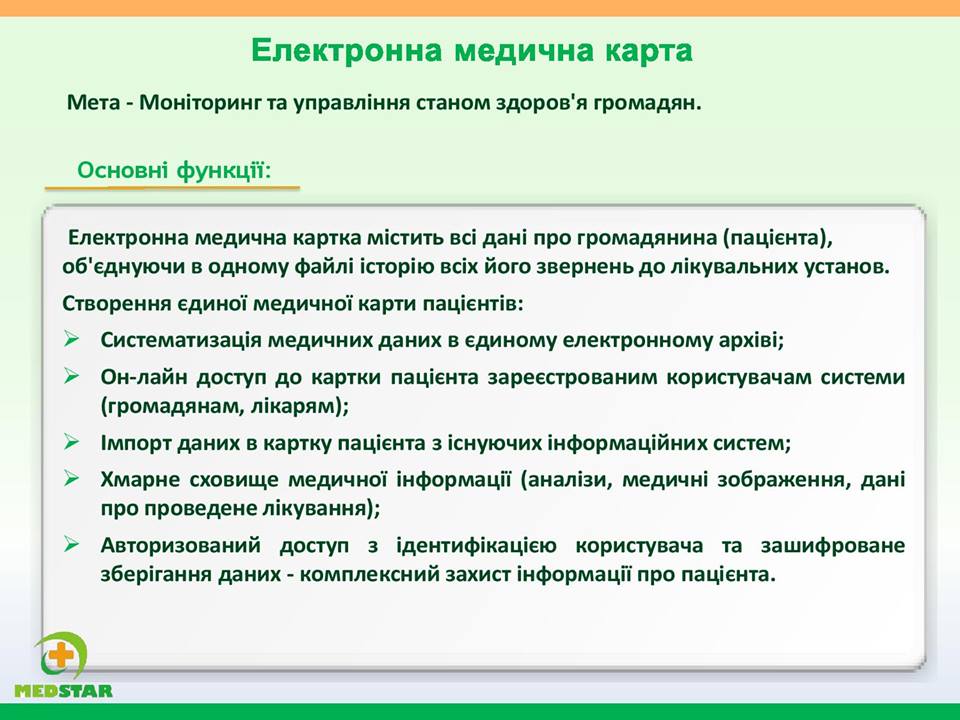 Електронна медична карта
Мета - Моніторинг та управління станом здоров'я громадян.
Основні функції:
Електронна медична картка містить всі дані про громадянина (пацієнта),
об'єднуючи в одному файлі історію всіх його звернень до лікувальних установ.
Створення єдиної медичної карти пацієнтів:
Систематизація медичних даних в єдиному електронному архіві;
Он-лайн доступ до картки пацієнта зареєстрованим користувачам системи
(громадянам, лікарям);
Імпорт даних в картку пацієнта з існуючих інформаційних систем;
Хмарне сховище медичної інформації (аналізи, медичні зображення, дані
про проведене лікування);
Авторизований доступ з ідентифікацією користувача та зашифроване
зберігання даних - комплексний захист інформації про пацієнта.
MEDSTAR